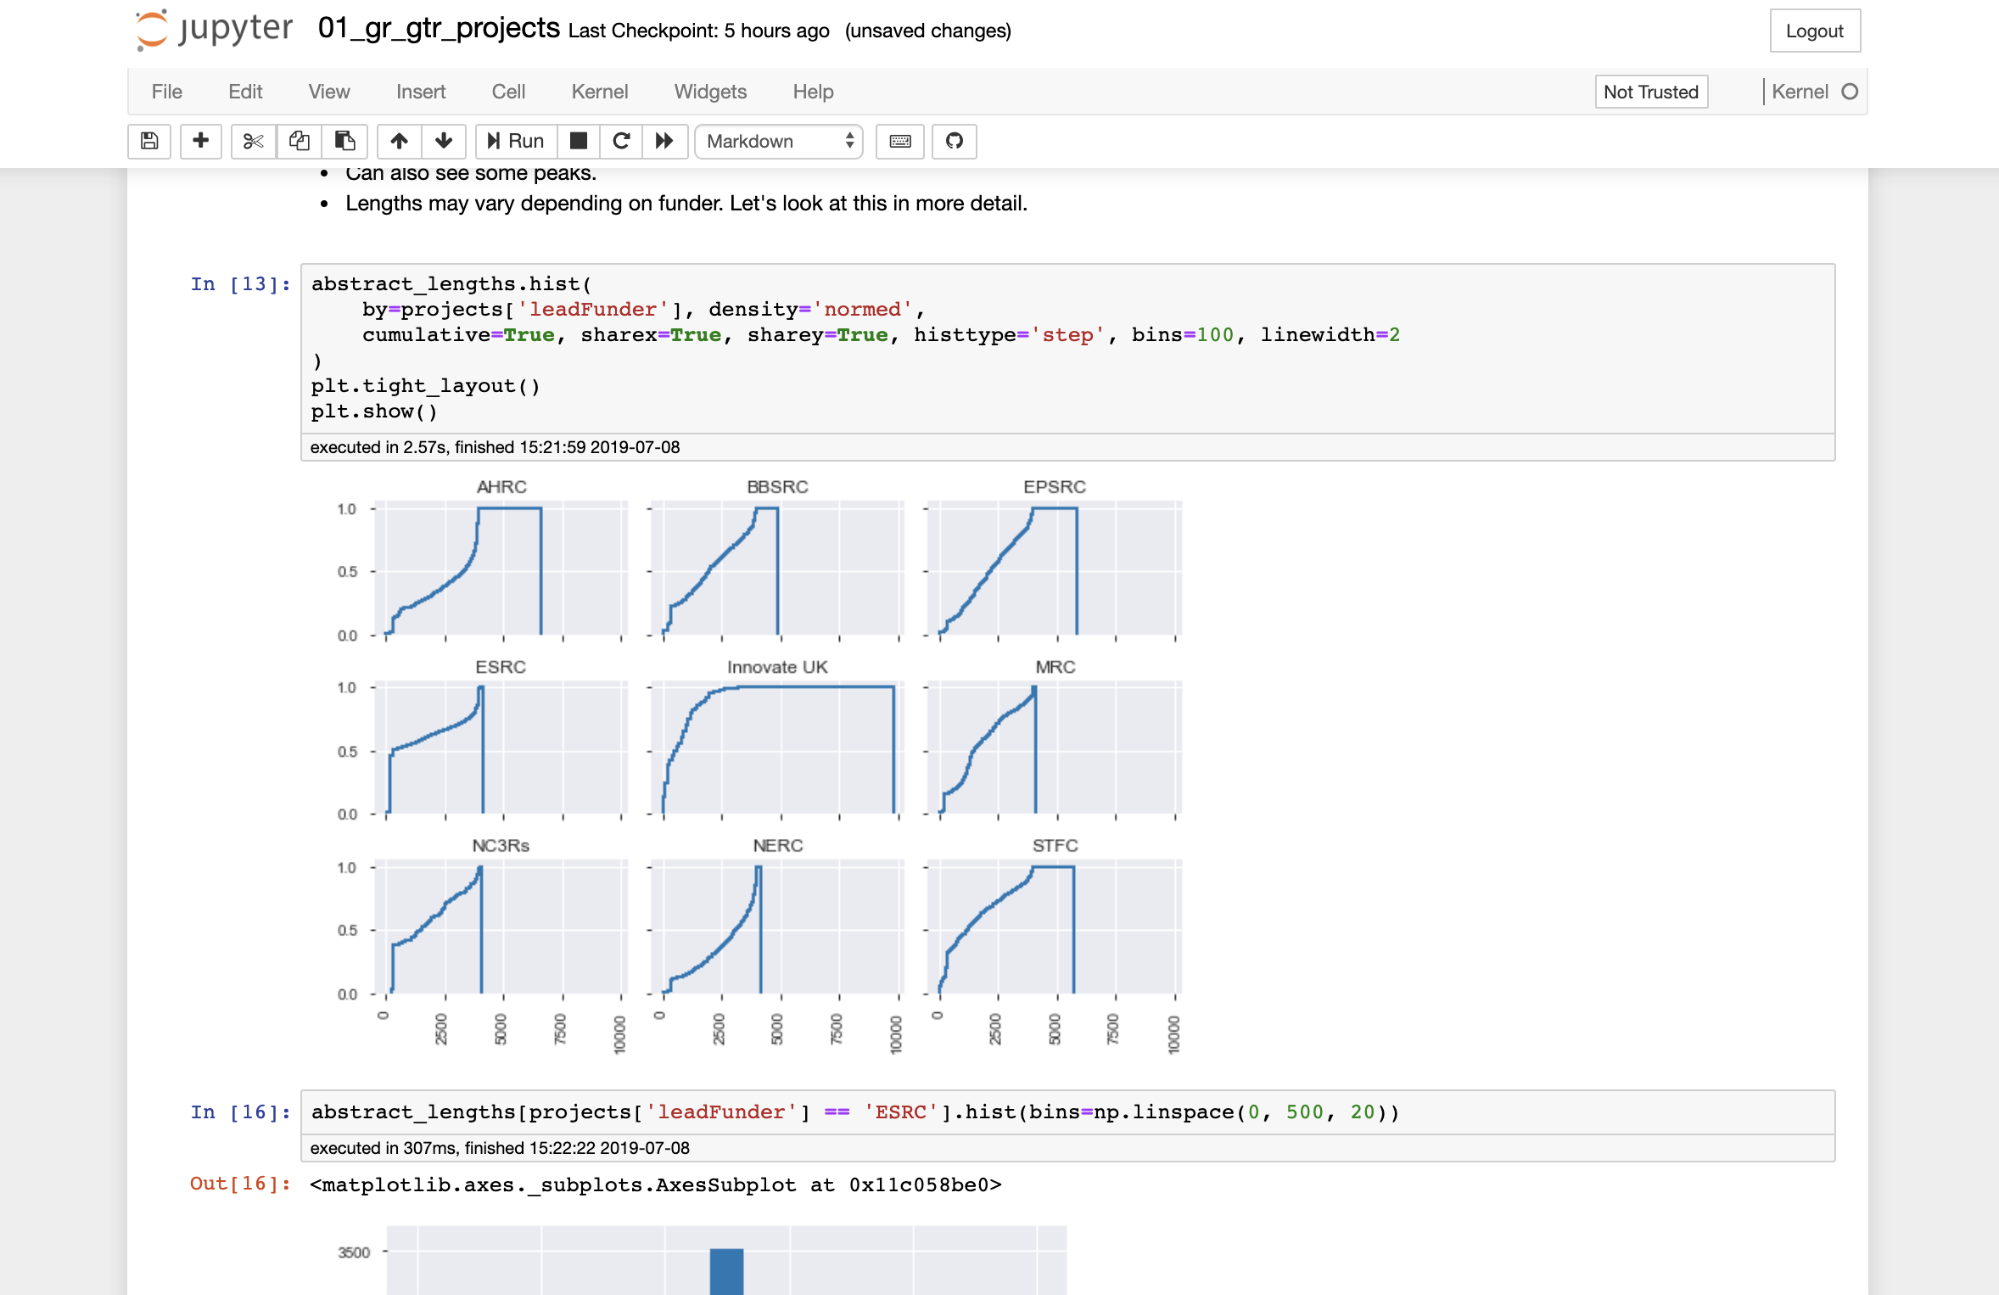 jupyter 01_gr_gtr_projects Last Checkpoint: 5 hours ago (unsaved changes) Logout
File Edit View Insert Cell Kernel Widgets Help Not Trusted Kernel
Run Markdown
• Can also see some peaks.
• Lengths may vary depending on funder. Let's look at this in more detail.
In [13]: abstract_lengths.hist(
    by=projects['leadFunder'], density='normed',
    cumulative=True, sharex=True, sharey=True, histtype='step', bins=100, linewidth=2
)
plt.tight_layout()
plt.show()
executed in 2.57s, finished 15:21:59 2019-07-08
AHRC BBSRC EPSRC
1.0
0.5
0.0
ESRC Innovate UK MRC
1.0
0.5
0.0
NC3Rs NERC STFC
1.0
0.5
0.0
0 2500 5000 7500 10000 0 2500 5000 7500 10000 0 2500 5000 7500 10000
In [16]: abstract_lengths[projects['leadFunder'] == 'ESRC'].hist(bins=np.linspace(0, 500, 20))
executed in 307ms, finished 15:22:22 2019-07-08
Out[16]: <matplotlib.axes._subplots.AxesSubplot at 0x11c058be0>
3500